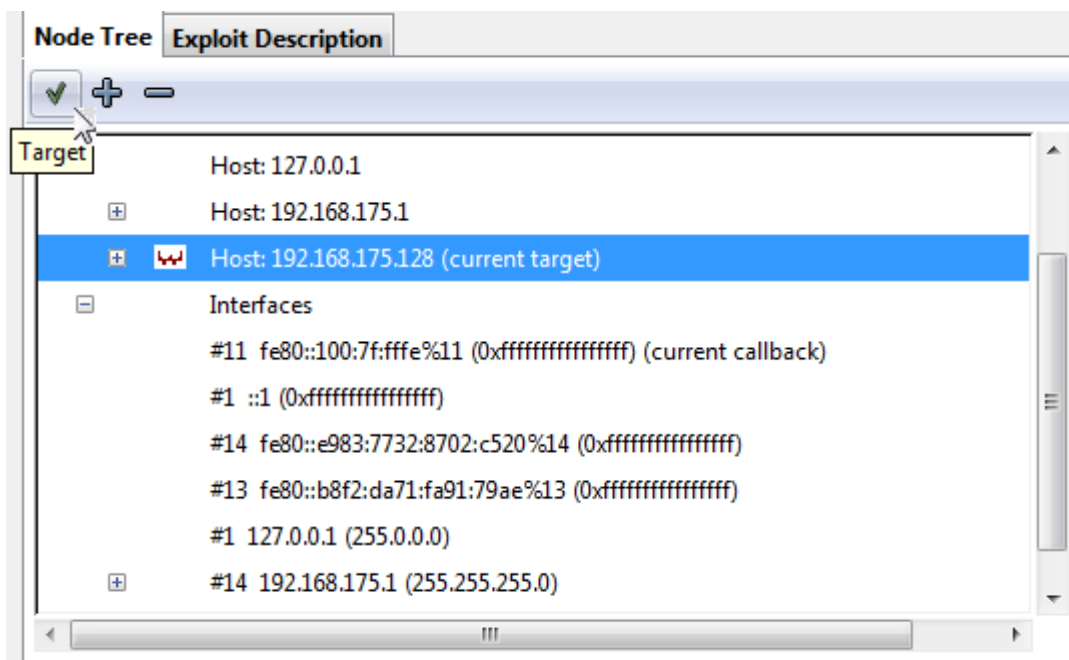 Node Tree Exploit Description
Target
Host: 127.0.0.1
Host: 192.168.175.1
Host: 192.168.175.128 (current target)
Interfaces
#11 fe80::100:7f:fffe%11 (0xffffffffffffffff) (current callback)
#1 ::1 (0xffffffffffffffff)
#14 fe80::e983:7732:8702:c520%14 (0xffffffffffffffff)
#13 fe80::b8f2:da71:fa91:79ae%13 (0xffffffffffffffff)
#1 127.0.0.1 (255.0.0.0)
#14 192.168.175.1 (255.255.255.0)